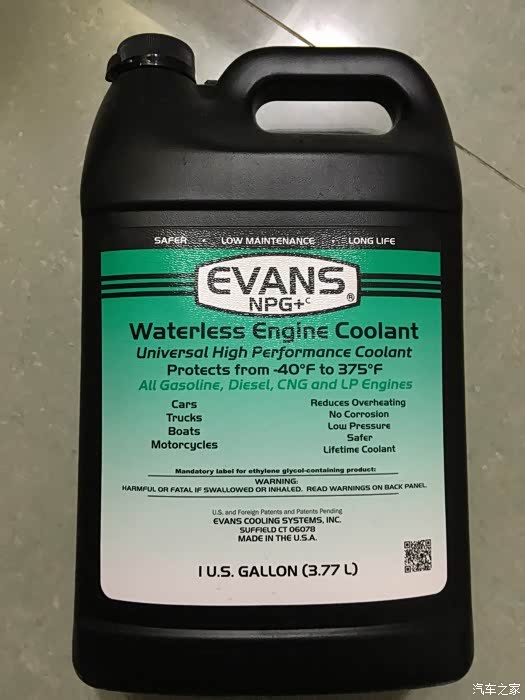 SAFER • LOW MAINTENANCE • LONG LIFE
EVANS
NPG+C
®
Waterless Engine Coolant
Universal High Performance Coolant
Protects from -40°F to 375°F
All Gasoline, Diesel, CNG and LP Engines
Cars
Trucks
Boats
Motorcycles
Reduces Overheating
No Corrosion
Low Pressure
Safer
Lifetime Coolant
Mandatory label for ethylene glycol-containing product:
WARNING:
HARMFUL OR FATAL IF SWALLOWED OR INHALED. READ WARNINGS ON BACK PANEL.
U.S. and Foreign Patents and Patents Pending
EVANS COOLING SYSTEMS, INC.
SUFFIELD CT 06078
MADE IN THE U.S.A.
1 U.S. GALLON (3.77 L)
汽车之家